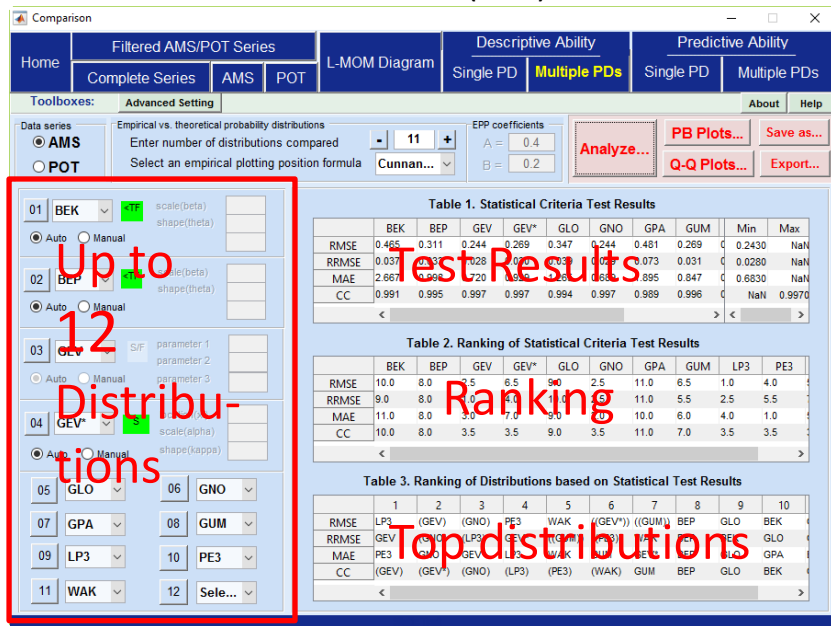 Comparison
Home
Filtered AMS/POT Series
Complete Series AMS POT
L-MOM Diagram
Descriptive Ability
Single PD Multiple PDs
Predictive Ability
Single PD Multiple PDs
Toolboxes: Advanced Setting About Help
Data series
AMS
POT
Empirical vs. theoretical probability distributions
Enter number of distributions compared - 11 +
Select an empirical plotting position formula Cunnan...
EPP coefficients
A = 0.4
B = 0.2
Analyze...
PB Plots... Save as...
Q-Q Plots... Export...
Up to
12
Distribu-
tions
01 BEK <TF scale(beta)
shape(theta)
Auto Manual
02 BEP
shape(theta)
Auto Manual
03 GEV S/F parameter 1
parameter 2
Auto Manual parameter 3
04 GEV* S
scale(alpha)
Auto Manual shape(kappa)
05 GLO 06 GNO
07 GPA 08 GUM
09 LP3 10 PE3
11 WAK 12 Sele...
Table 1. Statistical Criteria Test Results
Test Results
BEK BEP GEV GEV* GLO GNO GPA GUM Min Max
RMSE 0.465 0.311 0.244 0.269 0.347 0.244 0.481 0.269 0.2430 NaN
RRMSE 0.073 0.031 0.0280 NaN
MAE 0.847 0.6830 NaN
CC 0.991 0.995 0.997 0.997 0.994 0.997 0.989 0.996 NaN 0.9970
Table 2. Ranking of Statistical Criteria Test Results
Ranking
BEK BEP GEV GEV* GLO GNO GPA GUM LP3 PE3
RMSE 10.0 8.0 2.5 6.5 9.0 2.5 11.0 6.5 1.0 4.0
RRMSE 9.0 8.0 11.0 5.5 2.5 5.5
MAE 11.0 8.0 10.0 6.0 4.0 1.0
CC 10.0 8.0 3.5 3.5 9.0 3.5 11.0 7.0 3.5 3.5
Table 3. Ranking of Distributions based on Statistical Test Results
Top distributions
1 2 3 4 5 6 7 8 9 10
RMSE LP3 (GEV) (GNO) PE3 WAK ((GEV*)) ((GUM)) BEP GLO BEK
RRMSE GEV GLO
MAE PE3 GLO GPA
CC (GEV) (GEV*) (GNO) (LP3) (PE3) (WAK) GUM BEP GLO BEK